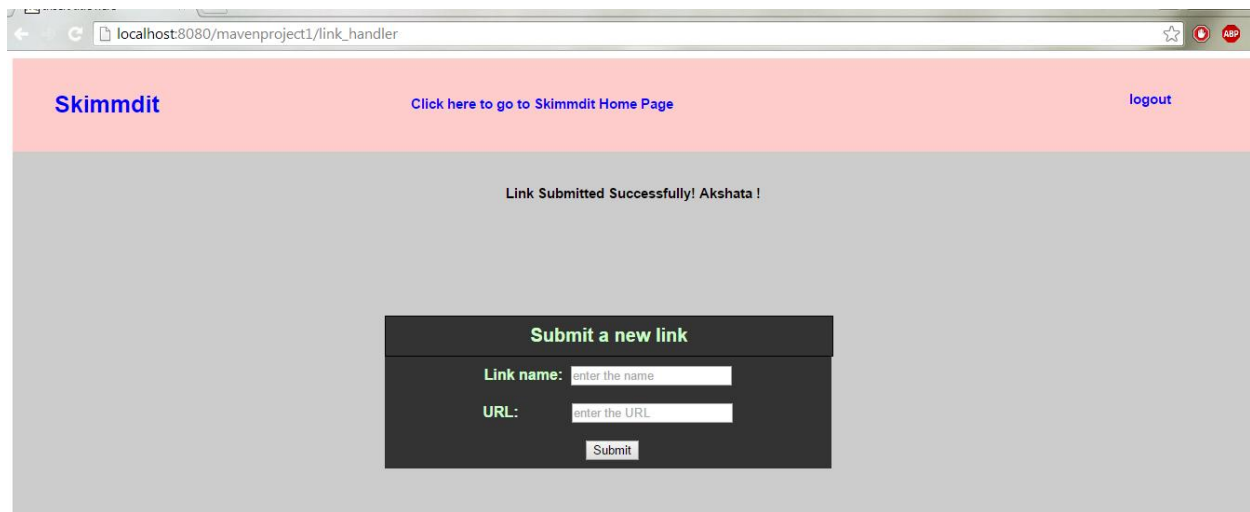 localhost:8080/mavenproject1/link_handler
ABP
Skimmdit
Click here to go to Skimmdit Home Page
logout
Link Submitted Successfully! Akshata !
Submit a new link
Link name: enter the name
URL: enter the URL
Submit